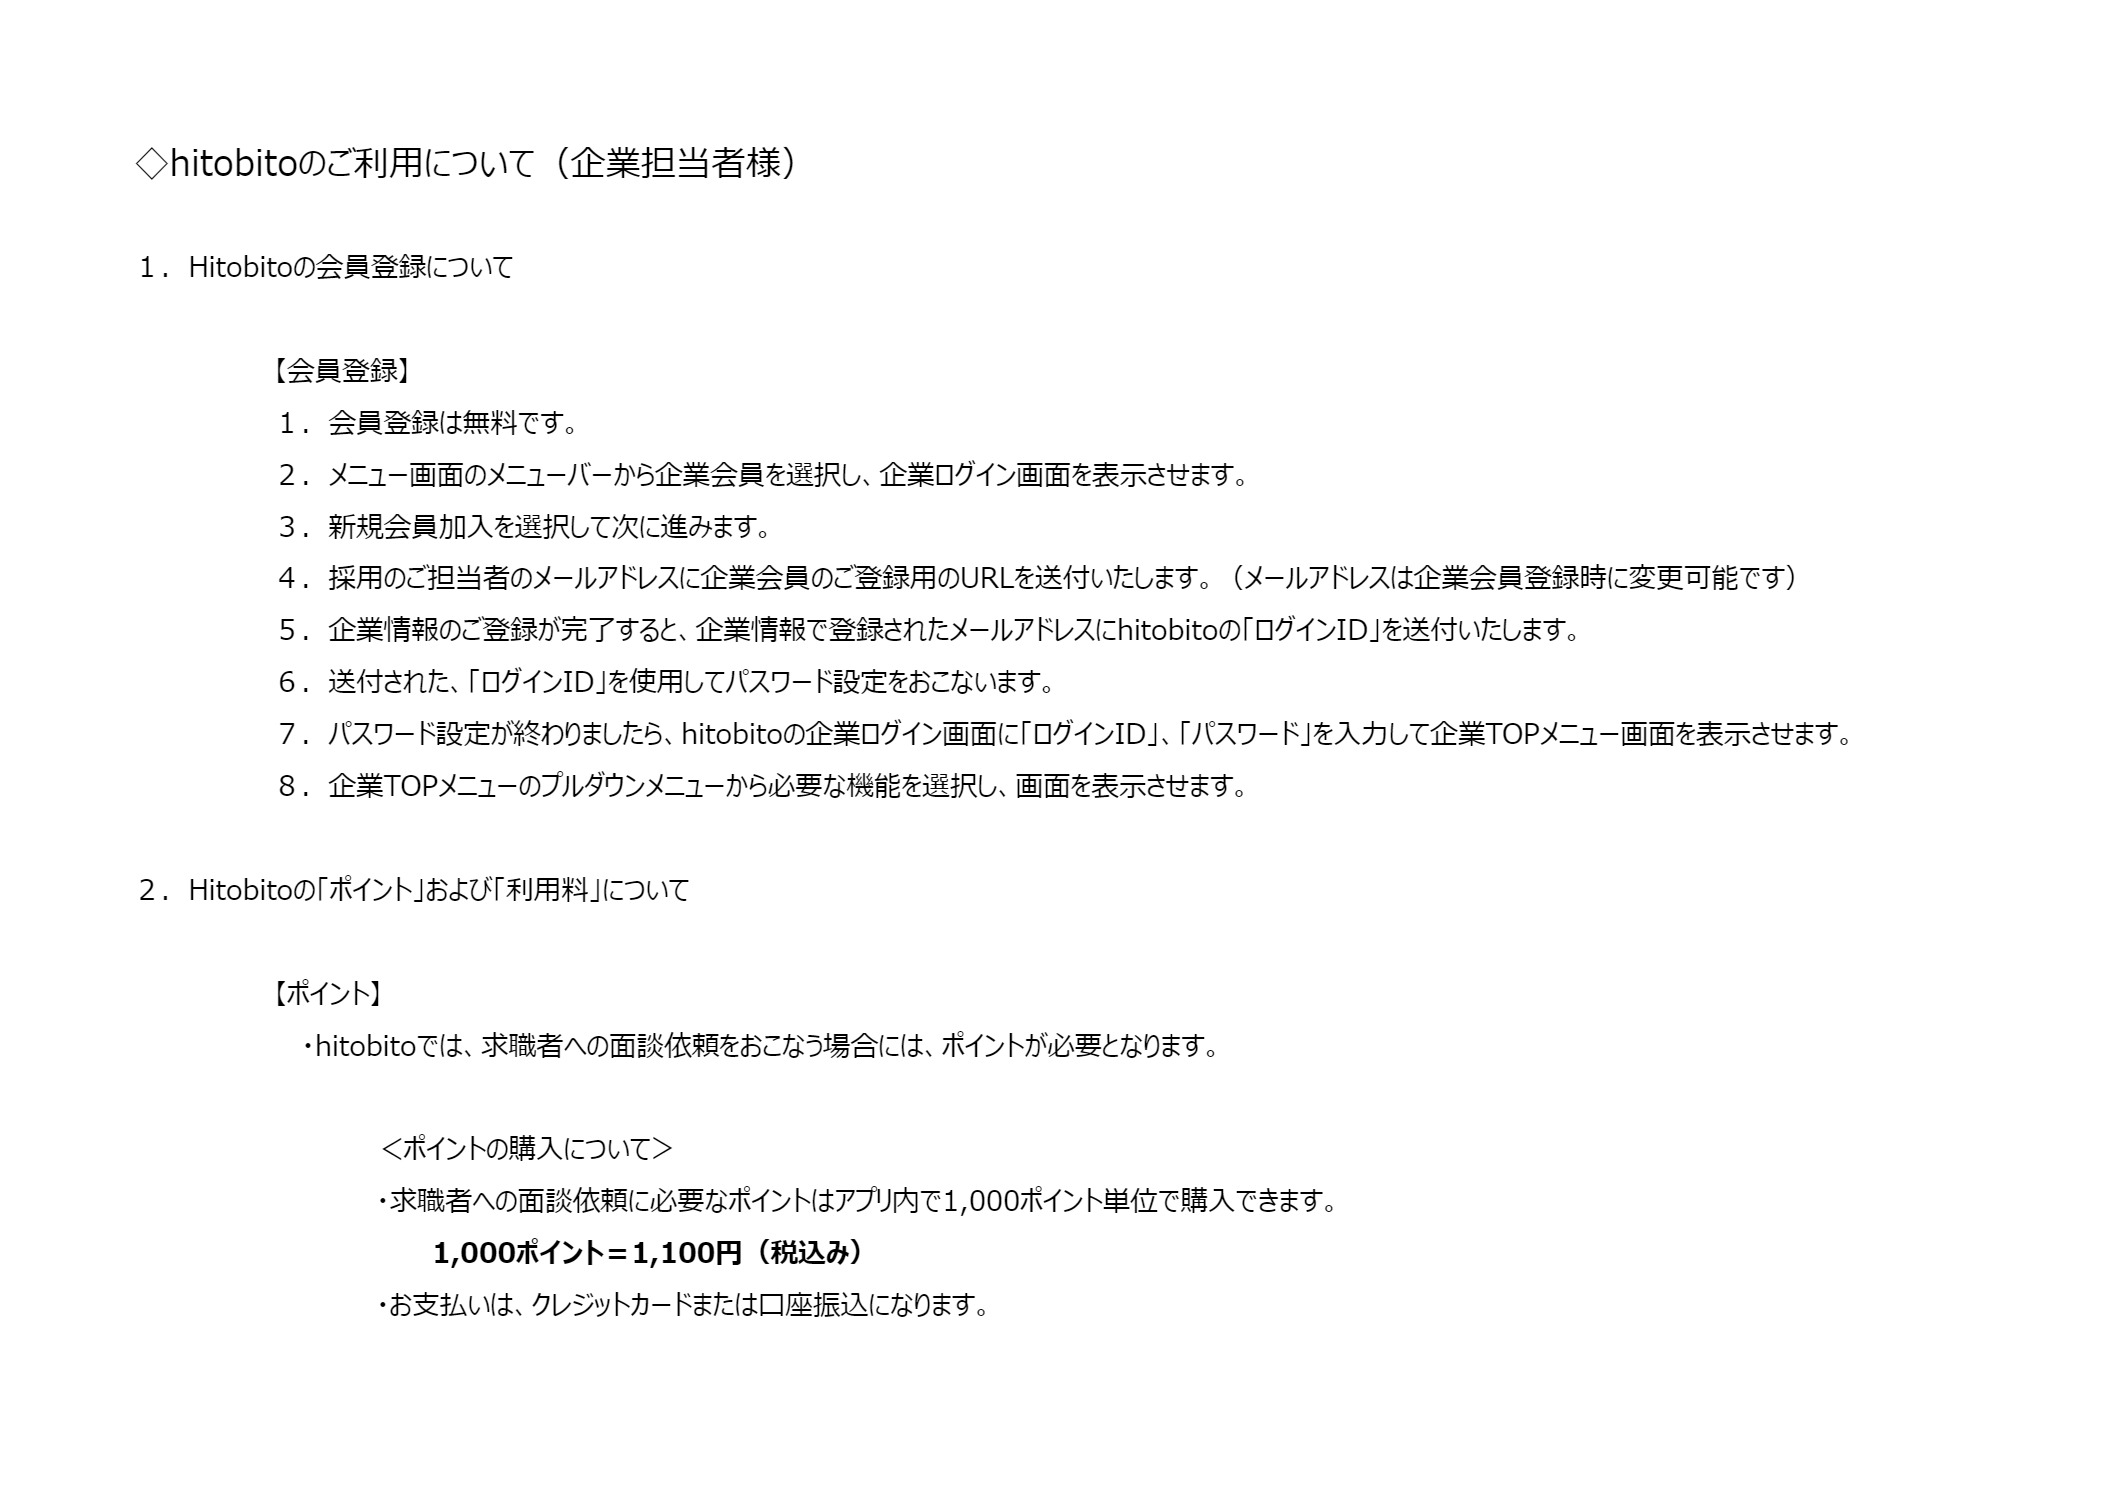 ◇hitobitoのご利用について（企業担当者様）
１．Hitobitoの会員登録について
【会員登録】
１．会員登録は無料です。
２．メニュー画面のメニューバーから企業会員を選択し、企業ログイン画面を表示させます。
３．新規会員加入を選択して次に進みます。
４．採用のご担当者のメールアドレスに企業会員のご登録用のURLを送付いたします。（メールアドレスは企業会員登録時に変更可能です）
５．企業情報のご登録が完了すると、企業情報で登録されたメールアドレスにhitobitoの「ログインID」を送付いたします。
６．送付された、「ログインID」を使用してパスワード設定をおこないます。
７．パスワード設定が終わりましたら、hitobitoの企業ログイン画面に「ログインID」、「パスワード」を入力して企業TOPメニュー画面を表示させます。
８．企業TOPメニューのプルダウンメニューから必要な機能を選択し、画面を表示させます。
２．Hitobitoの「ポイント」および「利用料」について
【ポイント】
・hitobitoでは、求職者への面談依頼をおこなう場合には、ポイントが必要となります。
＜ポイントの購入について＞
・求職者への面談依頼に必要なポイントはアプリ内で1,000ポイント単位で購入できます。
1,000ポイント＝1,100円（税込み）
・お支払いは、クレジットカードまたは口座振込になります。